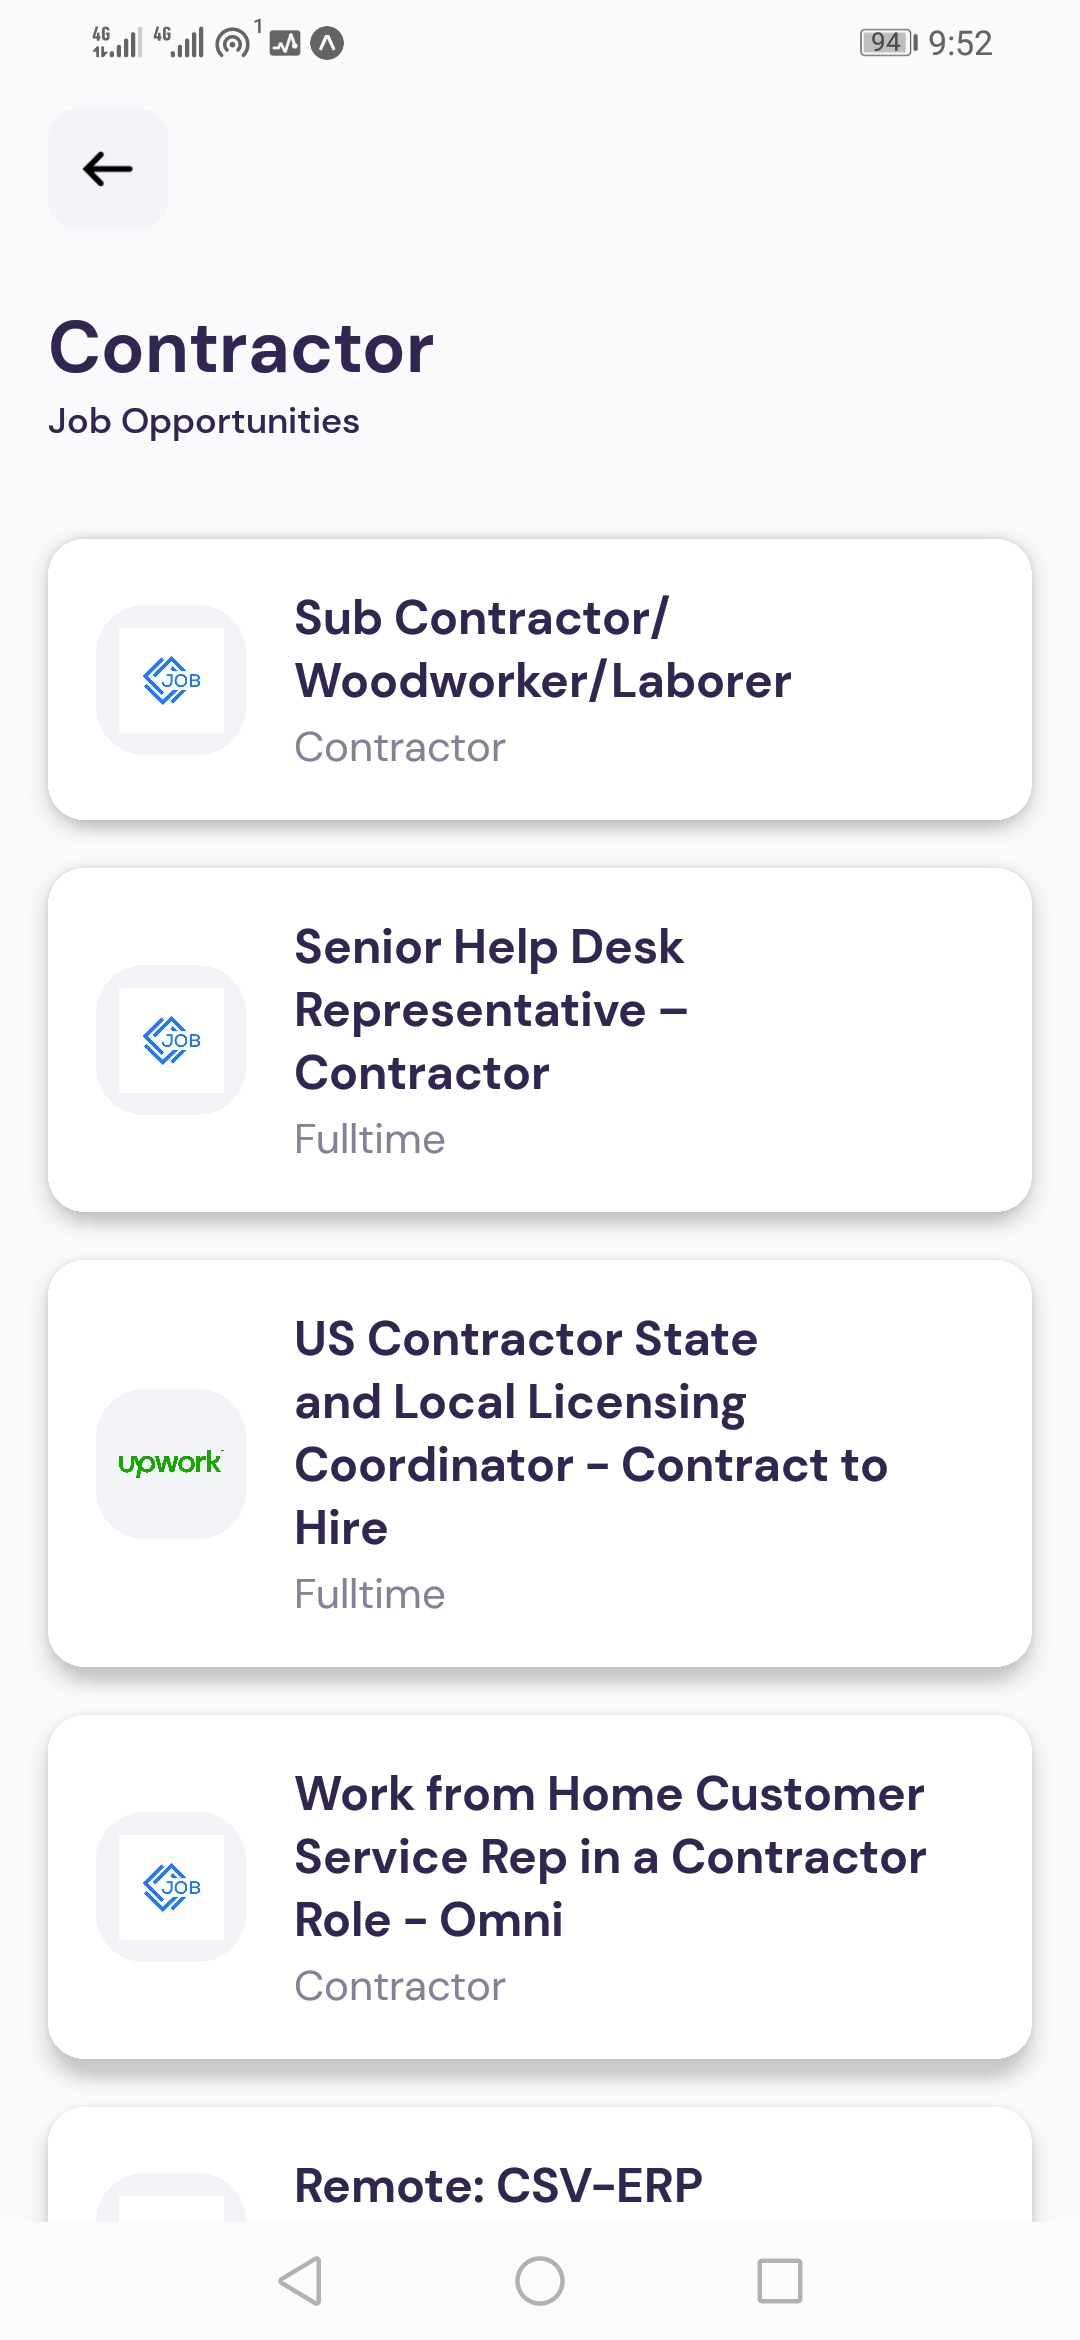 4G 4G 1 94 9:52
Contractor
Job Opportunities
JOB
Sub Contractor/
Woodworker/Laborer
Contractor
JOB
Senior Help Desk
Representative –
Contractor
Fulltime
upwork
US Contractor State
and Local Licensing
Coordinator - Contract to
Hire
Fulltime
JOB
Work from Home Customer
Service Rep in a Contractor
Role - Omni
Contractor
Remote: CSV-ERP